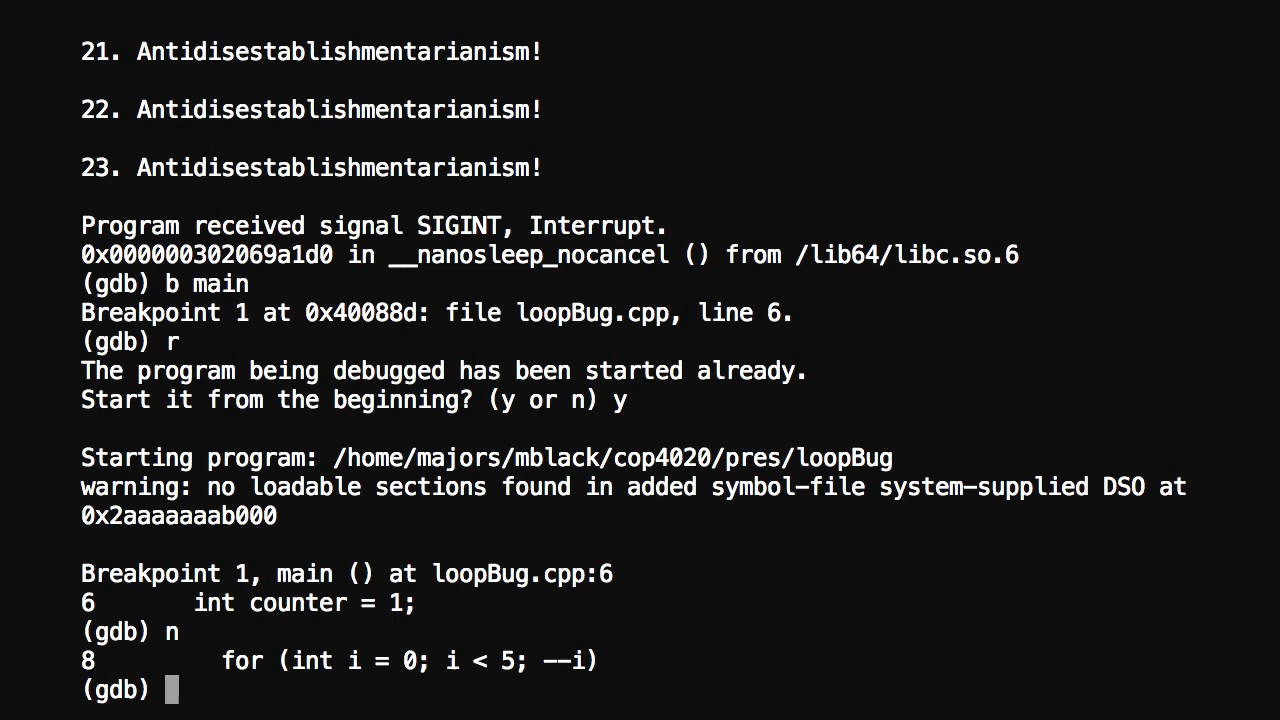 21. Antidisestablishmentarianism!
22. Antidisestablishmentarianism!
23. Antidisestablishmentarianism!
Program received signal SIGINT, Interrupt.
0x000000302069a1d0 in __nanosleep_nocancel () from /lib64/libc.so.6
(gdb) b main
Breakpoint 1 at 0x40088d: file loopBug.cpp, line 6.
(gdb) r
The program being debugged has been started already.
Start it from the beginning? (y or n) y
Starting program: /home/majors/mblack/cop4020/pres/loopBug
warning: no loadable sections found in added symbol-file system-supplied DSO at
0x2aaaaaaab000
Breakpoint 1, main () at loopBug.cpp:6
6       int counter = 1;
(gdb) n
8         for (int i = 0; i < 5; --i)
(gdb)